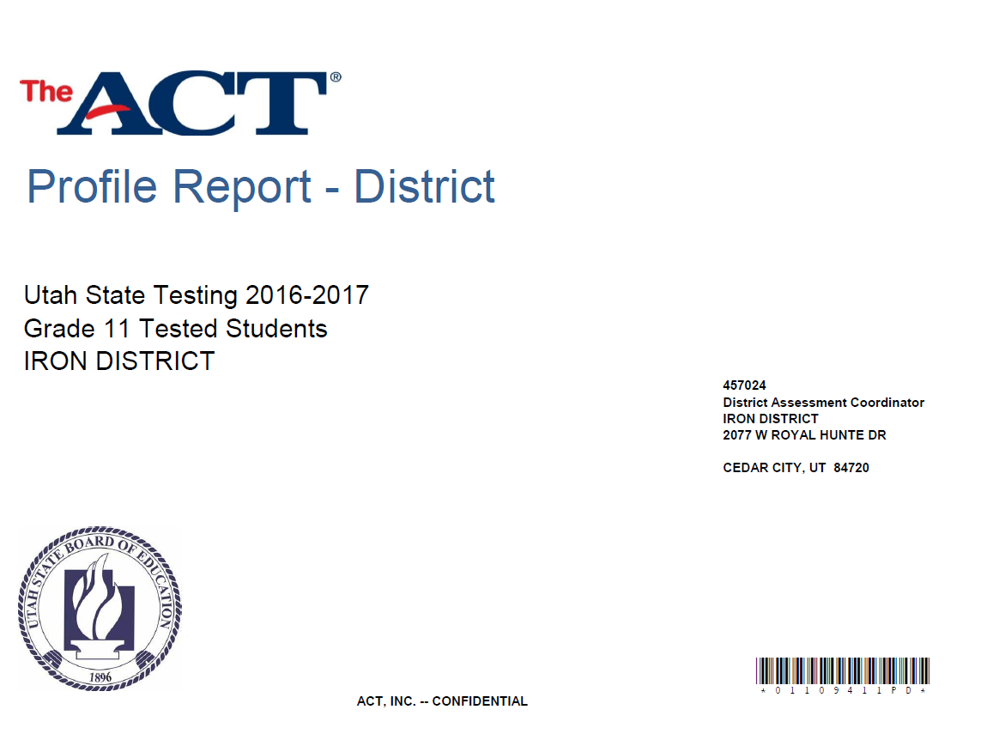 The ACT®
Profile Report - District
Utah State Testing 2016-2017
Grade 11 Tested Students
IRON DISTRICT
457024
District Assessment Coordinator
IRON DISTRICT
2077 W ROYAL HUNTE DR
CEDAR CITY, UT 84720
UTAH STATE BOARD OF EDUCATION
1896
*01109411PD*
ACT, INC. -- CONFIDENTIAL